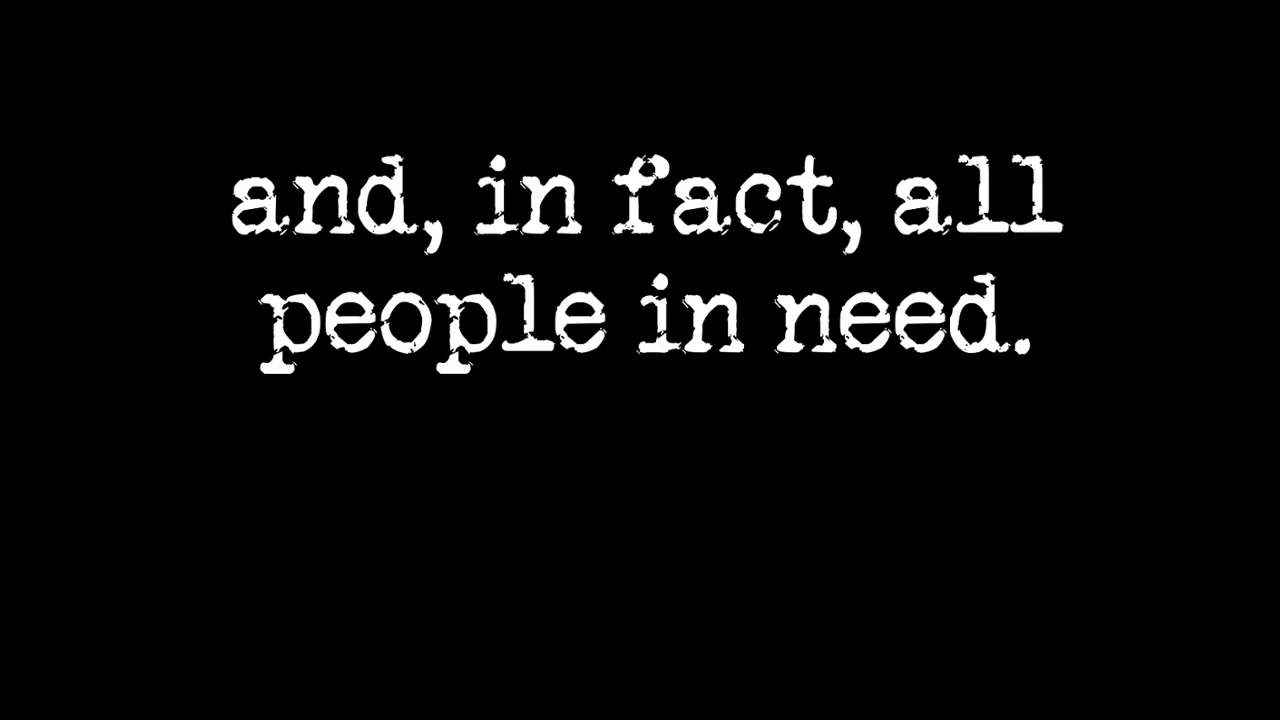 and, in fact, all
people in need.